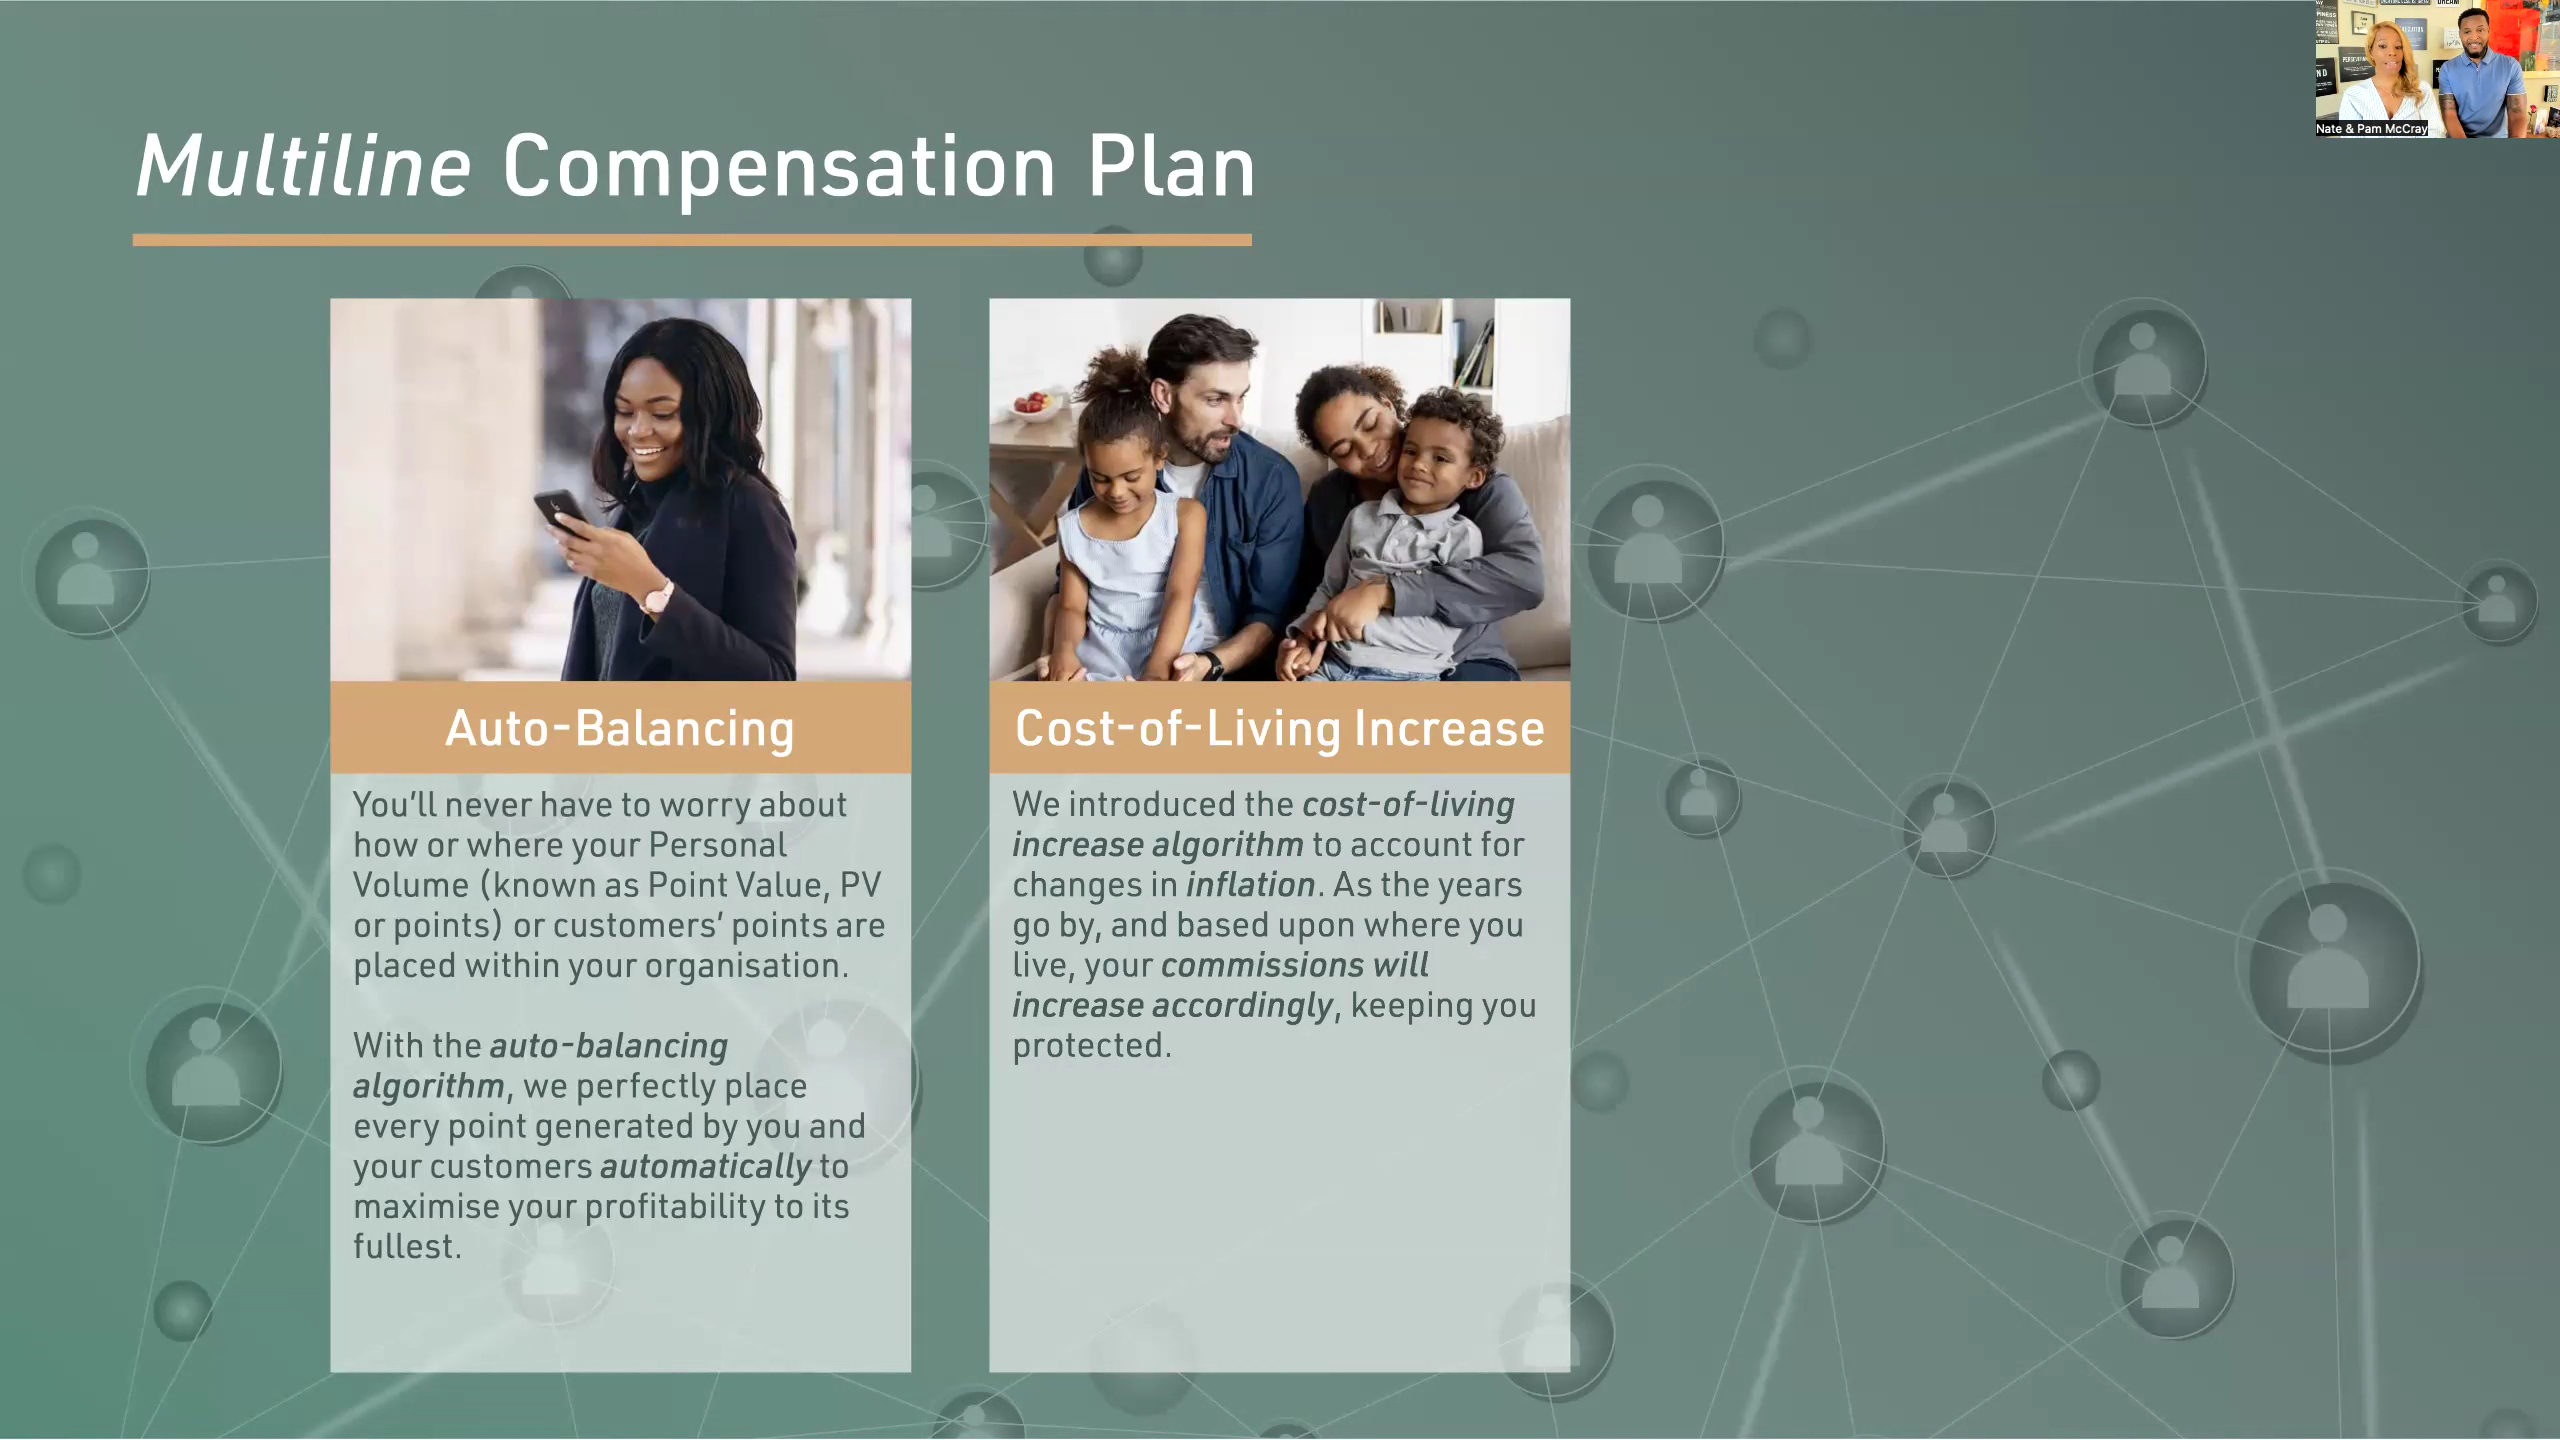 Multiline Compensation Plan
Nate & Pam McCray
Auto-Balancing
You'll never have to worry about
how or where your Personal
Volume (known as Point Value, PV
or points) or customers' points are
placed within your organisation.
With the auto-balancing
algorithm, we perfectly place
every point generated by you and
your customers automatically to
maximise your profitability to its
fullest.
Cost-of-Living Increase
We introduced the cost-of-living
increase algorithm to account for
changes in inflation. As the years
go by, and based upon where you
live, your commissions will
increase accordingly, keeping you
protected.